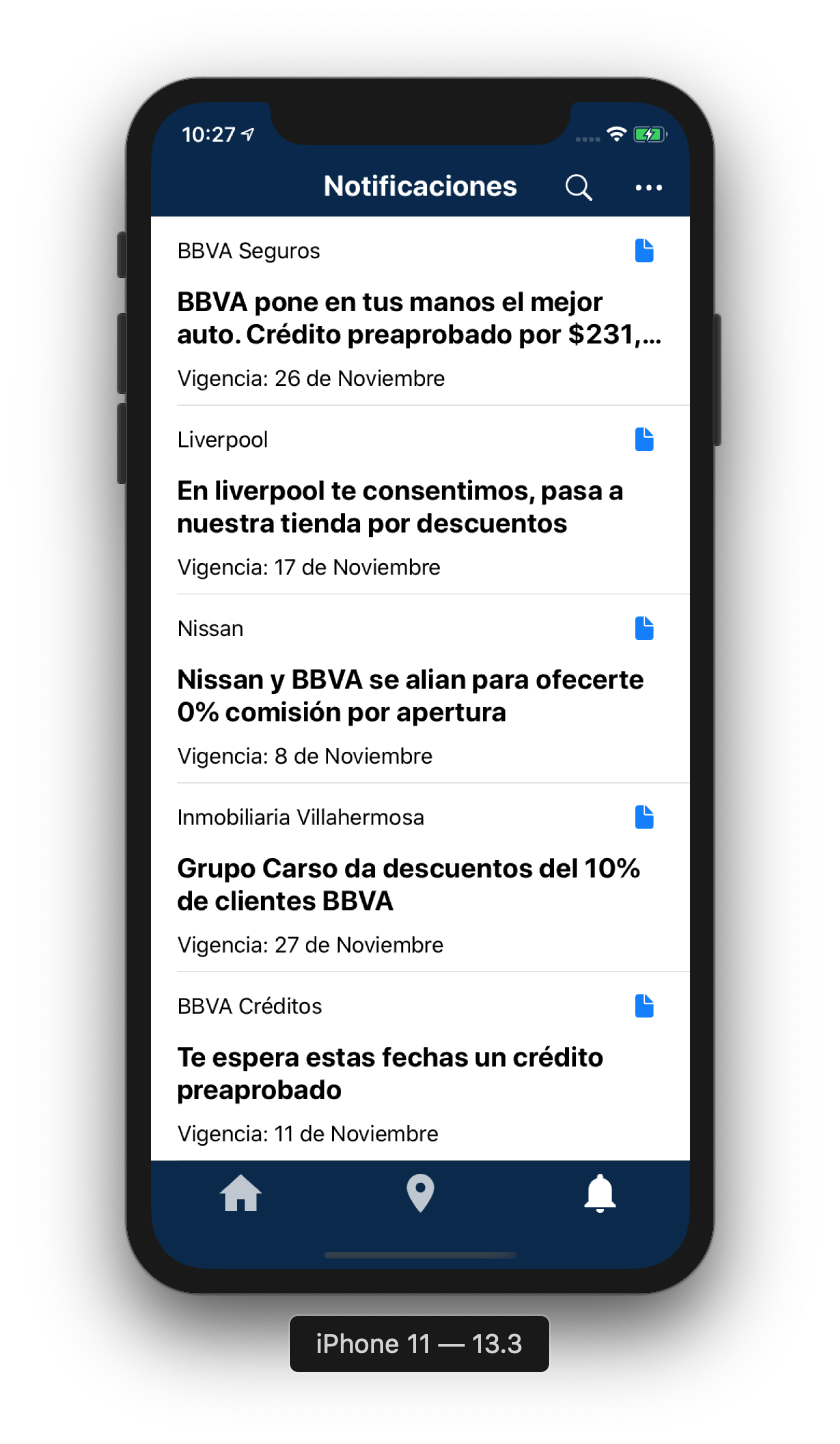 10:27
Notificaciones
BBVA Seguros
BBVA pone en tus manos el mejor
auto. Crédito preaprobado por $231,...
Vigencia: 26 de Noviembre
Liverpool
En liverpool te consentimos, pasa a
nuestra tienda por descuentos
Vigencia: 17 de Noviembre
Nissan
Nissan y BBVA se alian para ofecerte
0% comisión por apertura
Vigencia: 8 de Noviembre
Inmobiliaria Villahermosa
Grupo Carso da descuentos del 10%
de clientes BBVA
Vigencia: 27 de Noviembre
BBVA Créditos
Te espera estas fechas un crédito
preaprobado
Vigencia: 11 de Noviembre
iPhone 11 — 13.3